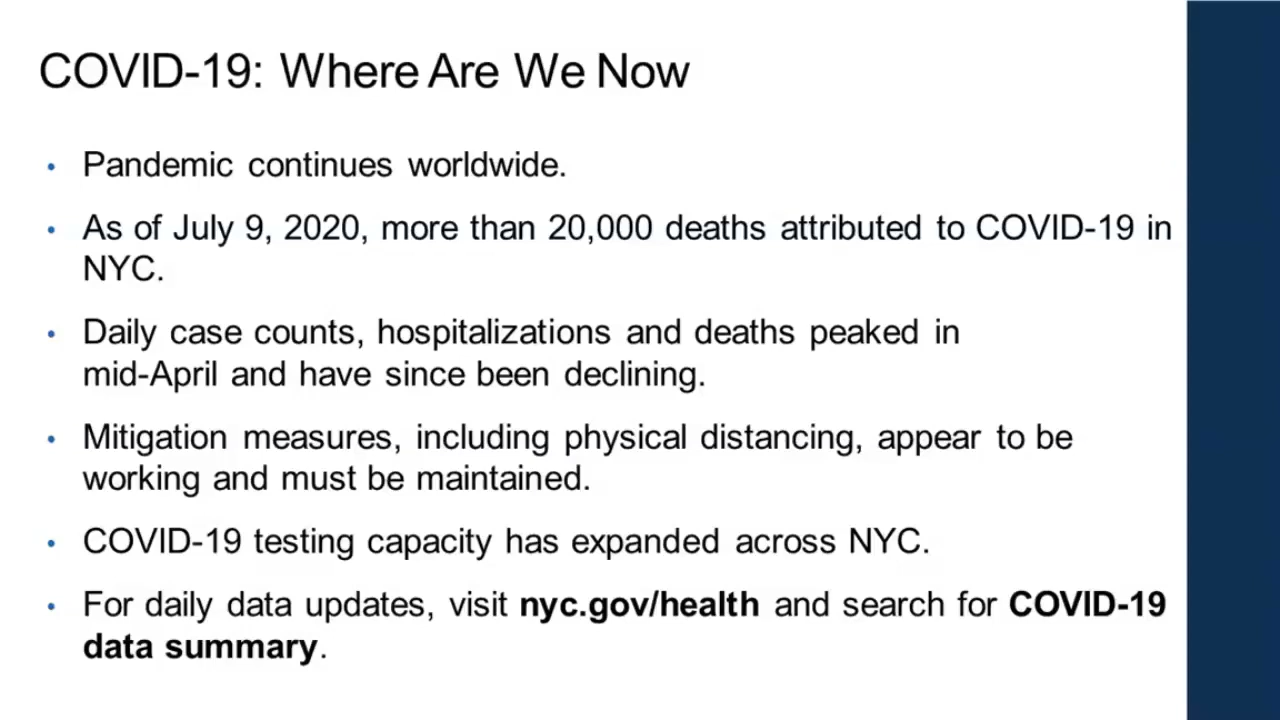 COVID-19: Where Are We Now
• Pandemic continues worldwide.
• As of July 9, 2020, more than 20,000 deaths attributed to COVID-19 in
NYC.
• Daily case counts, hospitalizations and deaths peaked in
mid-April and have since been declining.
• Mitigation measures, including physical distancing, appear to be
working and must be maintained.
• COVID-19 testing capacity has expanded across NYC.
• For daily data updates, visit nyc.gov/health and search for COVID-19
data summary.